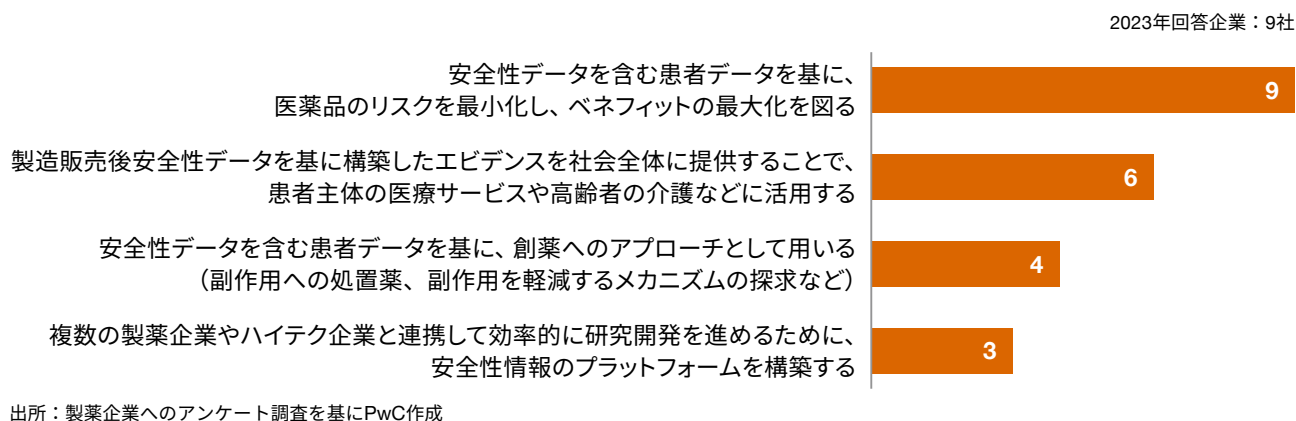 2023年回答企業：9社
安全性データを含む患者データを基に、
医薬品のリスクを最小化し、ベネフィットの最大化を図る
9
製造販売後安全性データを基に構築したエビデンスを社会全体に提供することで、
患者主体の医療サービスや高齢者の介護などに活用する
6
安全性データを含む患者データを基に、創薬へのアプローチとして用いる
（副作用への処置薬、副作用を軽減するメカニズムの探求など）
4
複数の製薬企業やハイテク企業と連携して効率的に研究開発を進めるために、
安全性情報のプラットフォームを構築する
3
出所：製薬企業へのアンケート調査を基にPwC作成